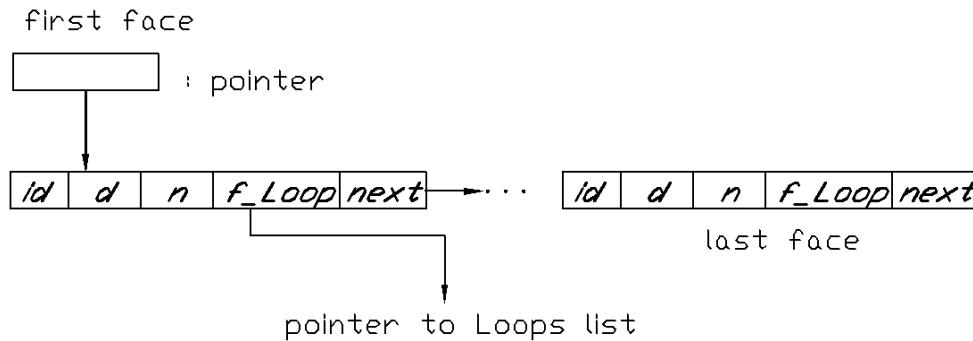 first face
: pointer
id d n f_Loop next ... id d n f_Loop next
last face
pointer to Loops list